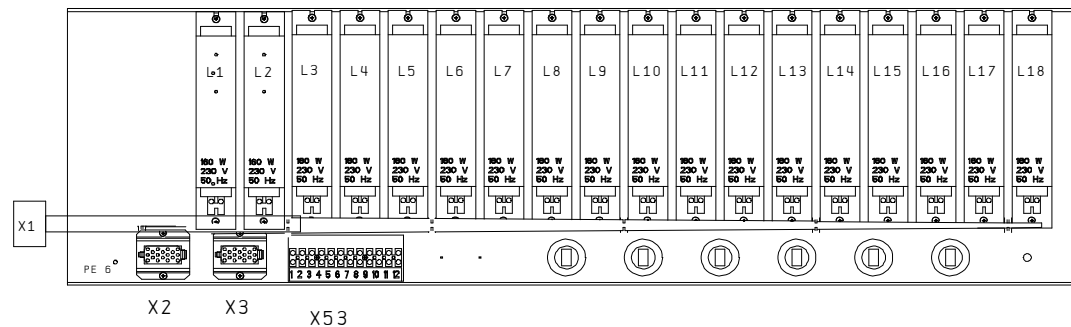 L1 L2 L3 L4 L5 L6 L7 L8 L9 L10 L11 L12 L13 L14 L15 L16 L17 L18
160 W 160 W 160 W 160 W 160 W 160 W 160 W 160 W 160 W 160 W 160 W 160 W 160 W 160 W 160 W 160 W 160 W 160 W
230 V 230 V 230 V 230 V 230 V 230 V 230 V 230 V 230 V 230 V 230 V 230 V 230 V 230 V 230 V 230 V 230 V 230 V
50 Hz 50 Hz 50 Hz 50 Hz 50 Hz 50 Hz 50 Hz 50 Hz 50 Hz 50 Hz 50 Hz 50 Hz 50 Hz 50 Hz 50 Hz 50 Hz 50 Hz 50 Hz
X1
PE 6
1 2 3 4 5 6 7 8 9 10 11 12
X2 X3 X53